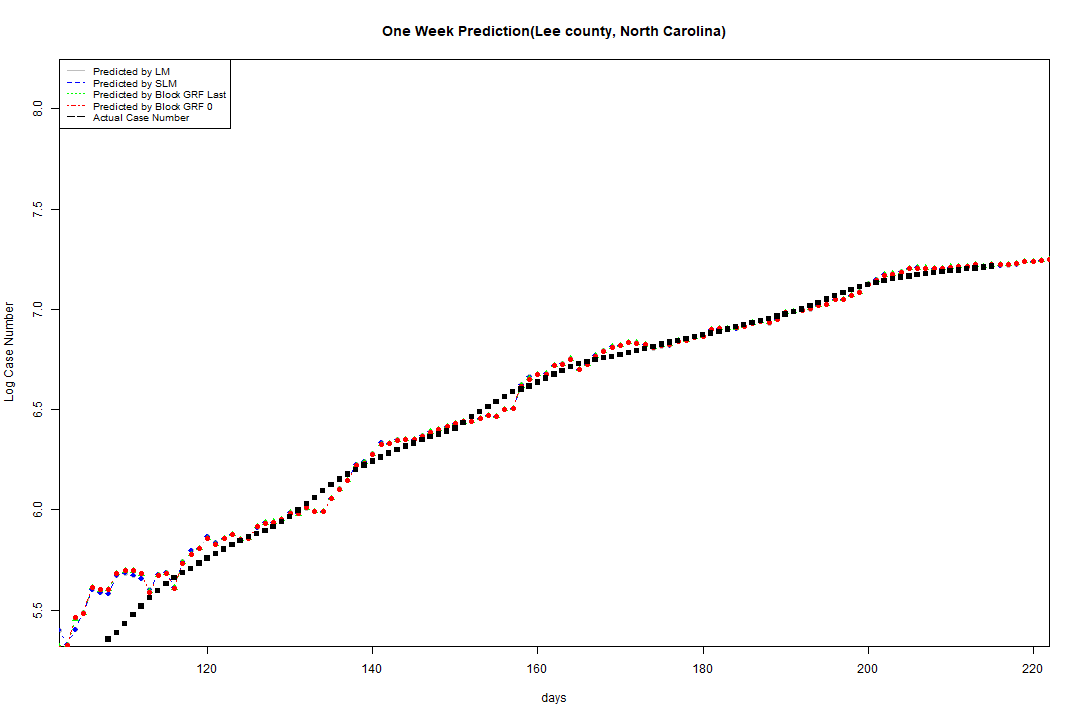 One Week Prediction(Lee county, North Carolina)
Predicted by LM
Predicted by SLM
Predicted by Block GRF Last
Predicted by Block GRF 0
Actual Case Number
8.0
7.5
7.0
6.5
6.0
5.5
Log Case Number
120 140 160 180 200 220
days